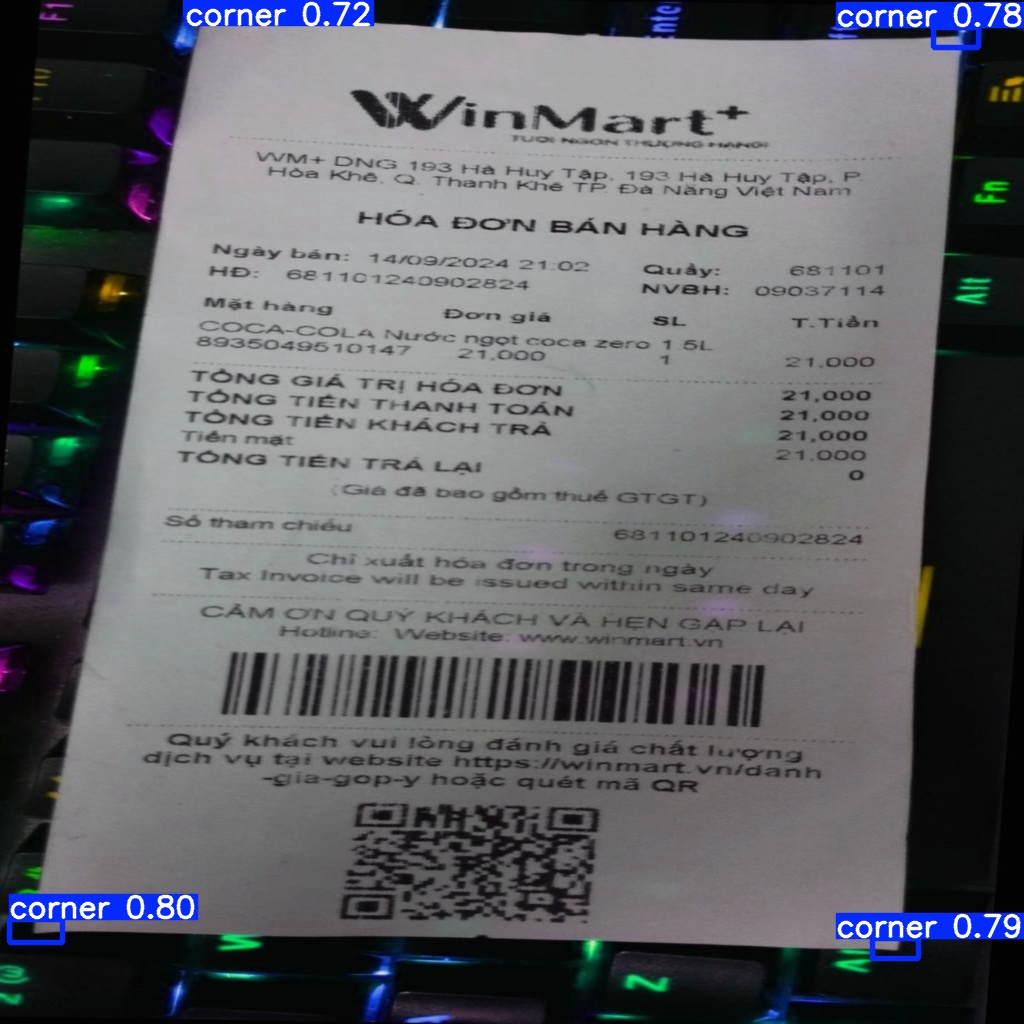 corner 0.72
corner 0.78
F1
WinMart+
TƯƠI NGON THƯỢNG HẠNG!
WM+ DNG 193 Hà Huy Tập, 193 Hà Huy Tập, P.
Hòa Khê, Q. Thanh Khê TP. Đà Nẵng Việt Nam
HÓA ĐƠN BÁN HÀNG
Ngày bán: 14/09/2024 21:02 Quầy: 681101
HĐ: 681101240902824 NVBH: 09037114
Mặt hàng Đơn giá SL T.Tiền
COCA-COLA Nước ngọt coca zero 1.5L
8935049510147 21,000 1 21,000
TỔNG GIÁ TRỊ HÓA ĐƠN 21,000
TỔNG TIỀN THANH TOÁN 21,000
TỔNG TIỀN KHÁCH TRẢ 21,000
Tiền mặt 21,000
TỔNG TIỀN TRẢ LẠI 0
(Giá đã bao gồm thuế GTGT)
Số tham chiếu 681101240902824
Chỉ xuất hóa đơn trong ngày
Tax Invoice will be issued within same day
CẢM ƠN QUÝ KHÁCH VÀ HẸN GẶP LẠI
Hotline: Website: www.winmart.vn
Quý khách vui lòng đánh giá chất lượng
dịch vụ tại website https://winmart.vn/danh
-gia-gop-y hoặc quét mã QR
Fn
Alt
corner 0.80
corner 0.79
W
Z